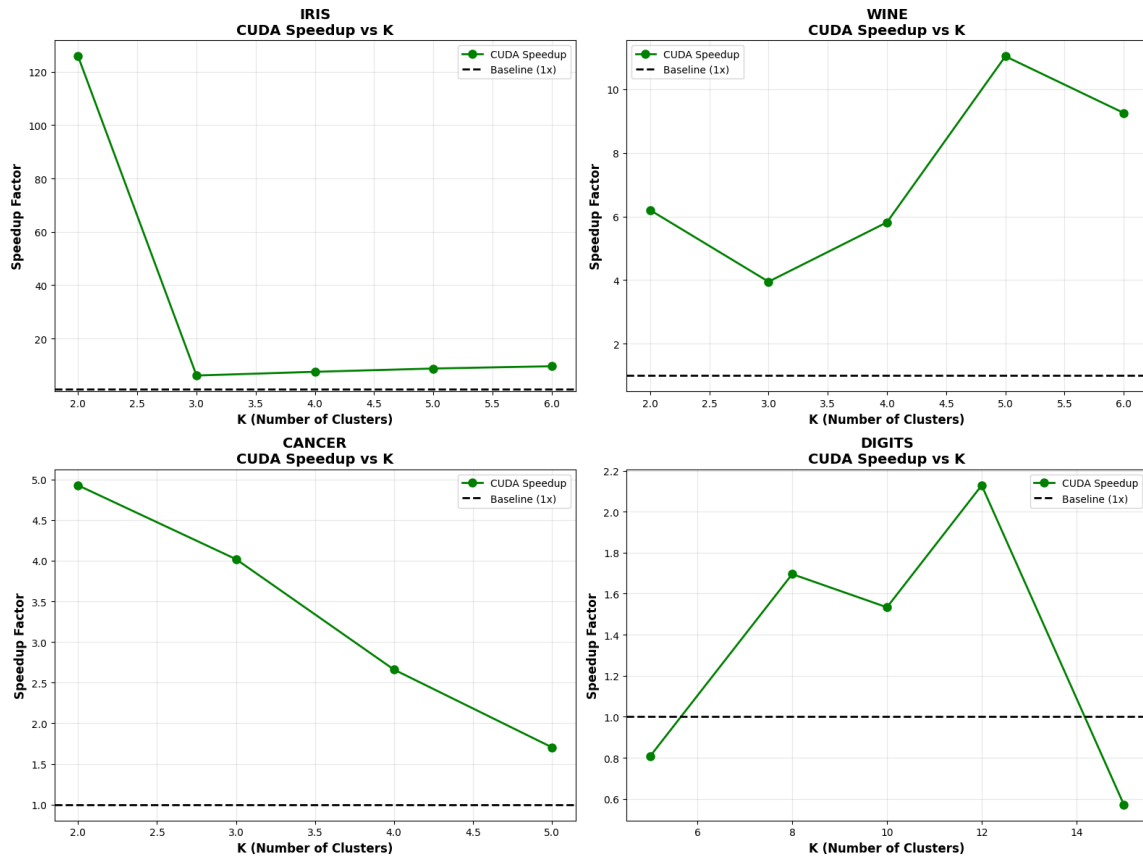 IRIS
CUDA Speedup vs K
CUDA Speedup
Baseline (1x)
Speedup Factor
120
100
80
60
40
20
2.0 2.5 3.0 3.5 4.0 4.5 5.0 5.5 6.0
K (Number of Clusters)
WINE
CUDA Speedup vs K
CUDA Speedup
Baseline (1x)
Speedup Factor
10
8
6
4
2
2.0 2.5 3.0 3.5 4.0 4.5 5.0 5.5 6.0
K (Number of Clusters)
CANCER
CUDA Speedup vs K
CUDA Speedup
Baseline (1x)
Speedup Factor
5.0
4.5
4.0
3.5
3.0
2.5
2.0
1.5
1.0
2.0 2.5 3.0 3.5 4.0 4.5 5.0
K (Number of Clusters)
DIGITS
CUDA Speedup vs K
CUDA Speedup
Baseline (1x)
Speedup Factor
2.2
2.0
1.8
1.6
1.4
1.2
1.0
0.8
0.6
6 8 10 12 14
K (Number of Clusters)